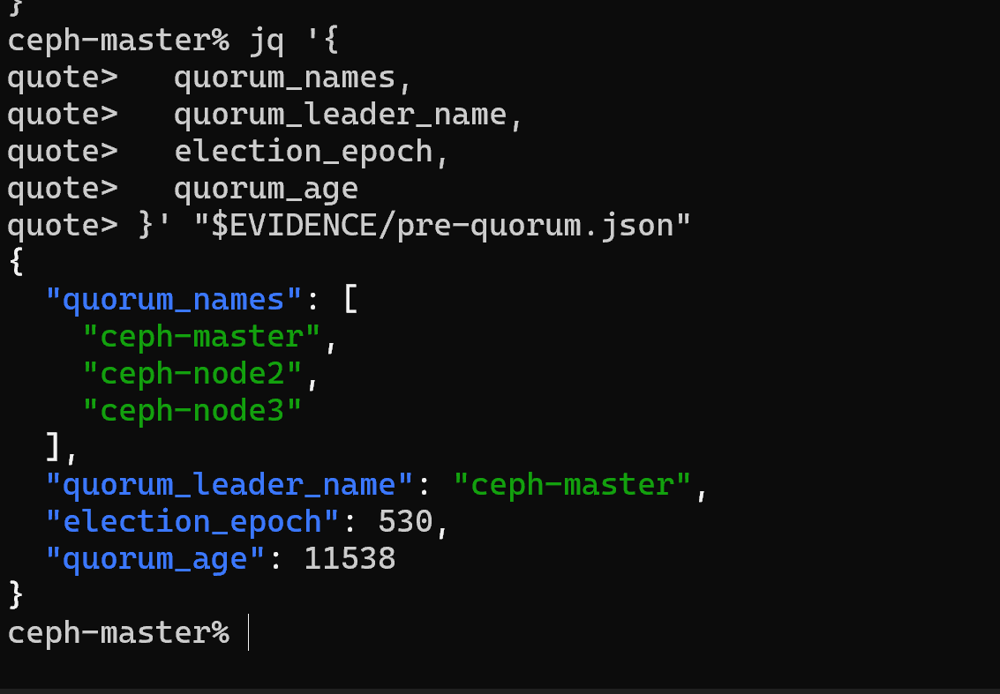 }
ceph-master% jq '{
quote>   quorum_names,
quote>   quorum_leader_name,
quote>   election_epoch,
quote>   quorum_age
quote> }' "$EVIDENCE/pre-quorum.json"
{
  "quorum_names": [
    "ceph-master",
    "ceph-node2",
    "ceph-node3"
  ],
  "quorum_leader_name": "ceph-master",
  "election_epoch": 530,
  "quorum_age": 11538
}
ceph-master%